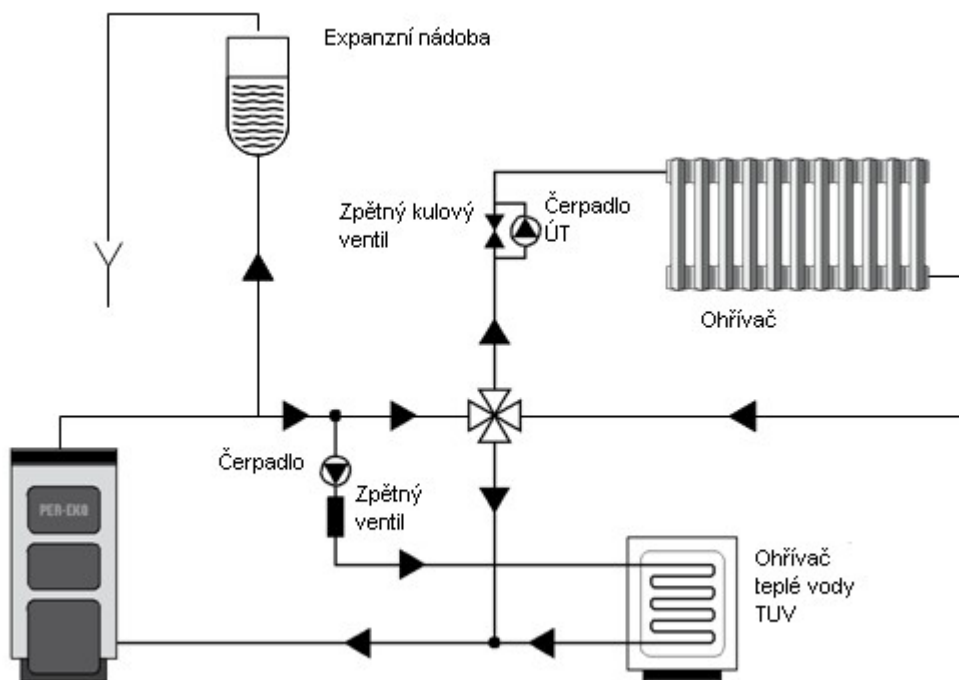 Expanzní nádoba
Zpětný kulový
ventil
Čerpadlo
ÚT
Ohřívač
Čerpadlo
Zpětný
ventil
PER-EKO
Ohřívač
teplé vody
TUV